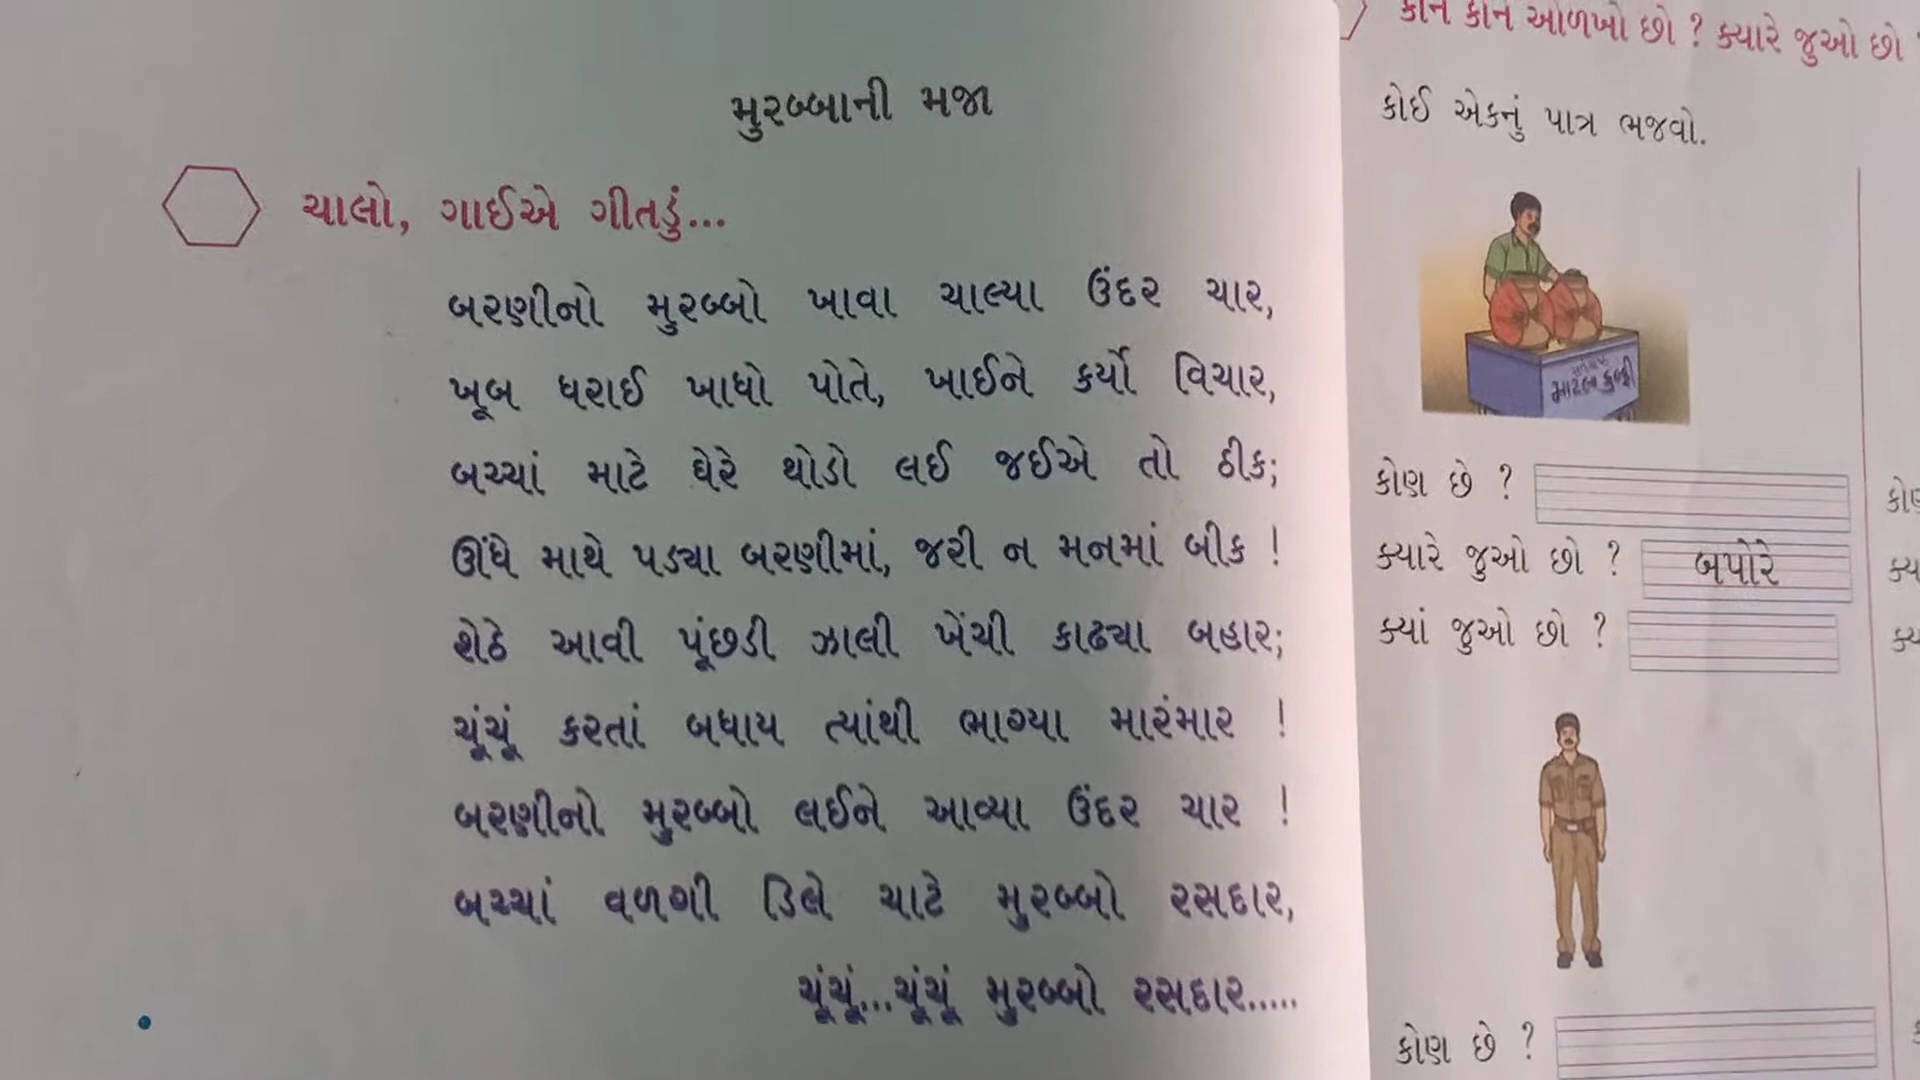 મુરબ્બાની મજા
ચાલો, ગાઈએ ગીતડું...
બરણીનો મુરબ્બો ખાવા ચાલ્યા ઉંદર ચાર,
ખૂબ ધરાઈ ખાધો પોતે, ખાઈને કર્યો વિચાર,
બચ્ચાં માટે ઘેરે થોડો લઈ જઈએ તો ઠીક;
ઊંધે માથે પડ્યા બરણીમાં, જરી ન મનમાં બીક !
શેઠે આવી પૂંછડી ઝાલી ખેંચી કાઢ્યા બહાર;
ચૂંચૂં કરતાં બધાય ત્યાંથી ભાગ્યા મારંમાર !
બરણીનો મુરબ્બો લઈને આવ્યા ઉંદર ચાર !
બચ્ચાં વળગી ડિલે ચાટે મુરબ્બો રસદાર,
ચૂંચૂં...ચૂંચૂં મુરબ્બો રસદાર.....
કોને કોને ઓળખો છો ? ક્યારે જુઓ છો
કોઈ એકનું પાત્ર ભજવો.
માટલા કુલ્ફી
કોણ છે ?
ક્યારે જુઓ છો ? બપોરે
ક્યાં જુઓ છો ?
કોણ છે ?